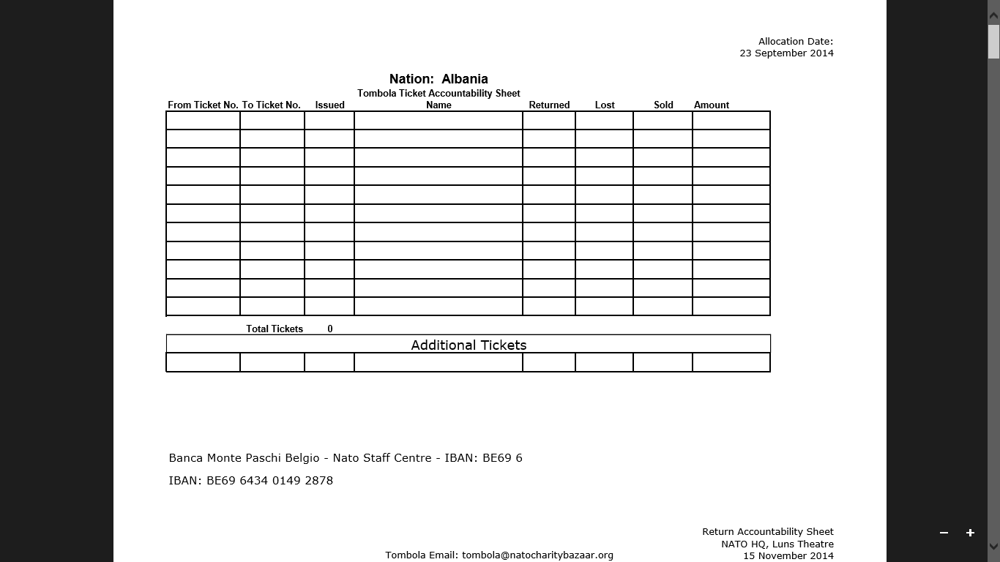 Allocation Date:
23 September 2014
Nation: Albania
Tombola Ticket Accountability Sheet
From Ticket No. To Ticket No. Issued Name Returned Lost Sold Amount
Total Tickets 0
Additional Tickets
Banca Monte Paschi Belgio - Nato Staff Centre - IBAN: BE69 6
IBAN: BE69 6434 0149 2878
Return Accountability Sheet
NATO HQ, Luns Theatre
Tombola Email: tombola@natocharitybazaar.org 15 November 2014